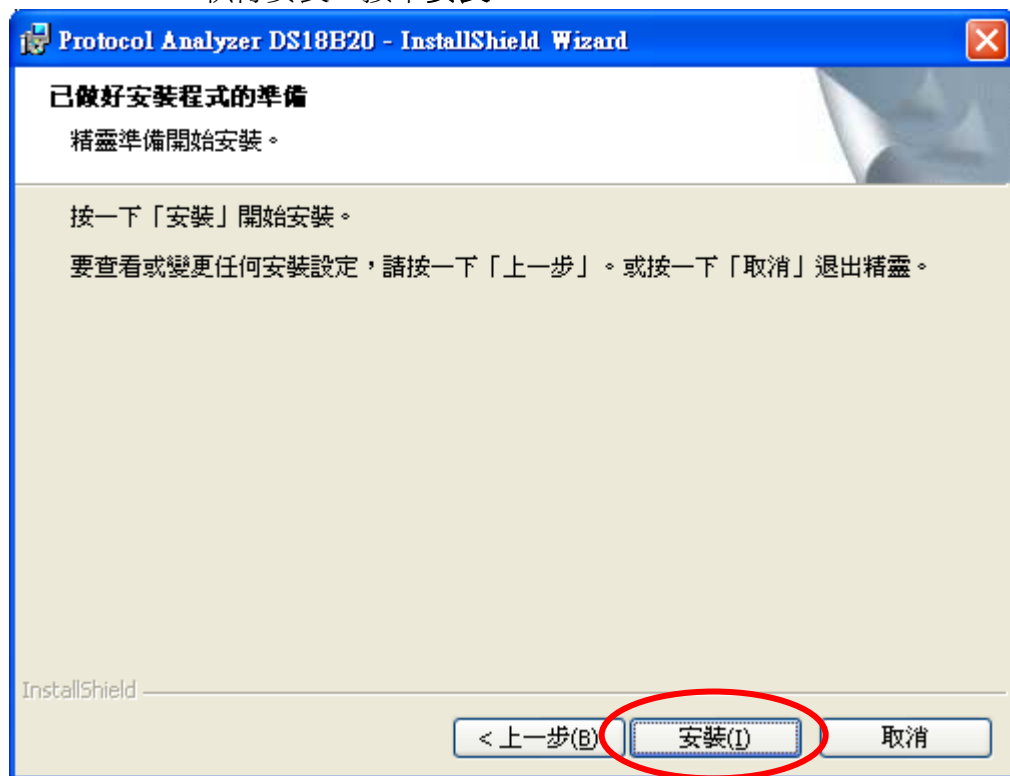 Protocol Analyzer DS18B20 - InstallShield Wizard
已做好安裝程式的準備
精靈準備開始安裝。
按一下「安裝」開始安裝。
要查看或變更任何安裝設定，請按一下「上一步」。或按一下「取消」退出精靈。
InstallShield
< 上一步(B)
安裝(I)
取消